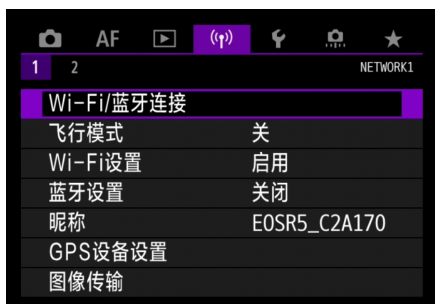 AF
1 2 NETWORK1
Wi-Fi/蓝牙连接
飞行模式 关
Wi-Fi设置 启用
蓝牙设置 关闭
昵称 EOSR5_C2A170
GPS设备设置
图像传输